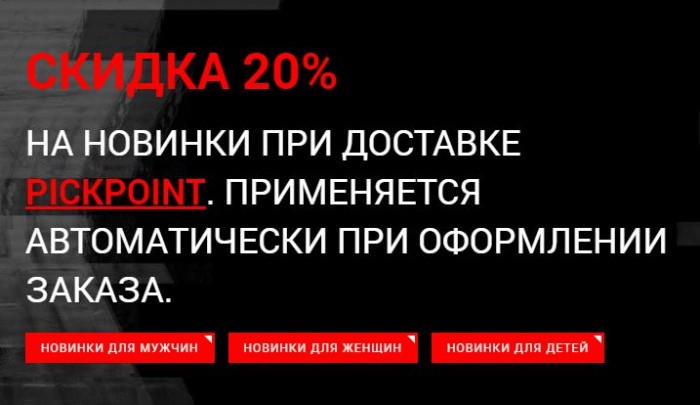 СКИДКА 20%
НА НОВИНКИ ПРИ ДОСТАВКЕ
PICKPOINT. ПРИМЕНЯЕТСЯ
АВТОМАТИЧЕСКИ ПРИ ОФОРМЛЕНИИ
ЗАКАЗА.
НОВИНКИ ДЛЯ МУЖЧИН НОВИНКИ ДЛЯ ЖЕНЩИН НОВИНКИ ДЛЯ ДЕТЕЙ